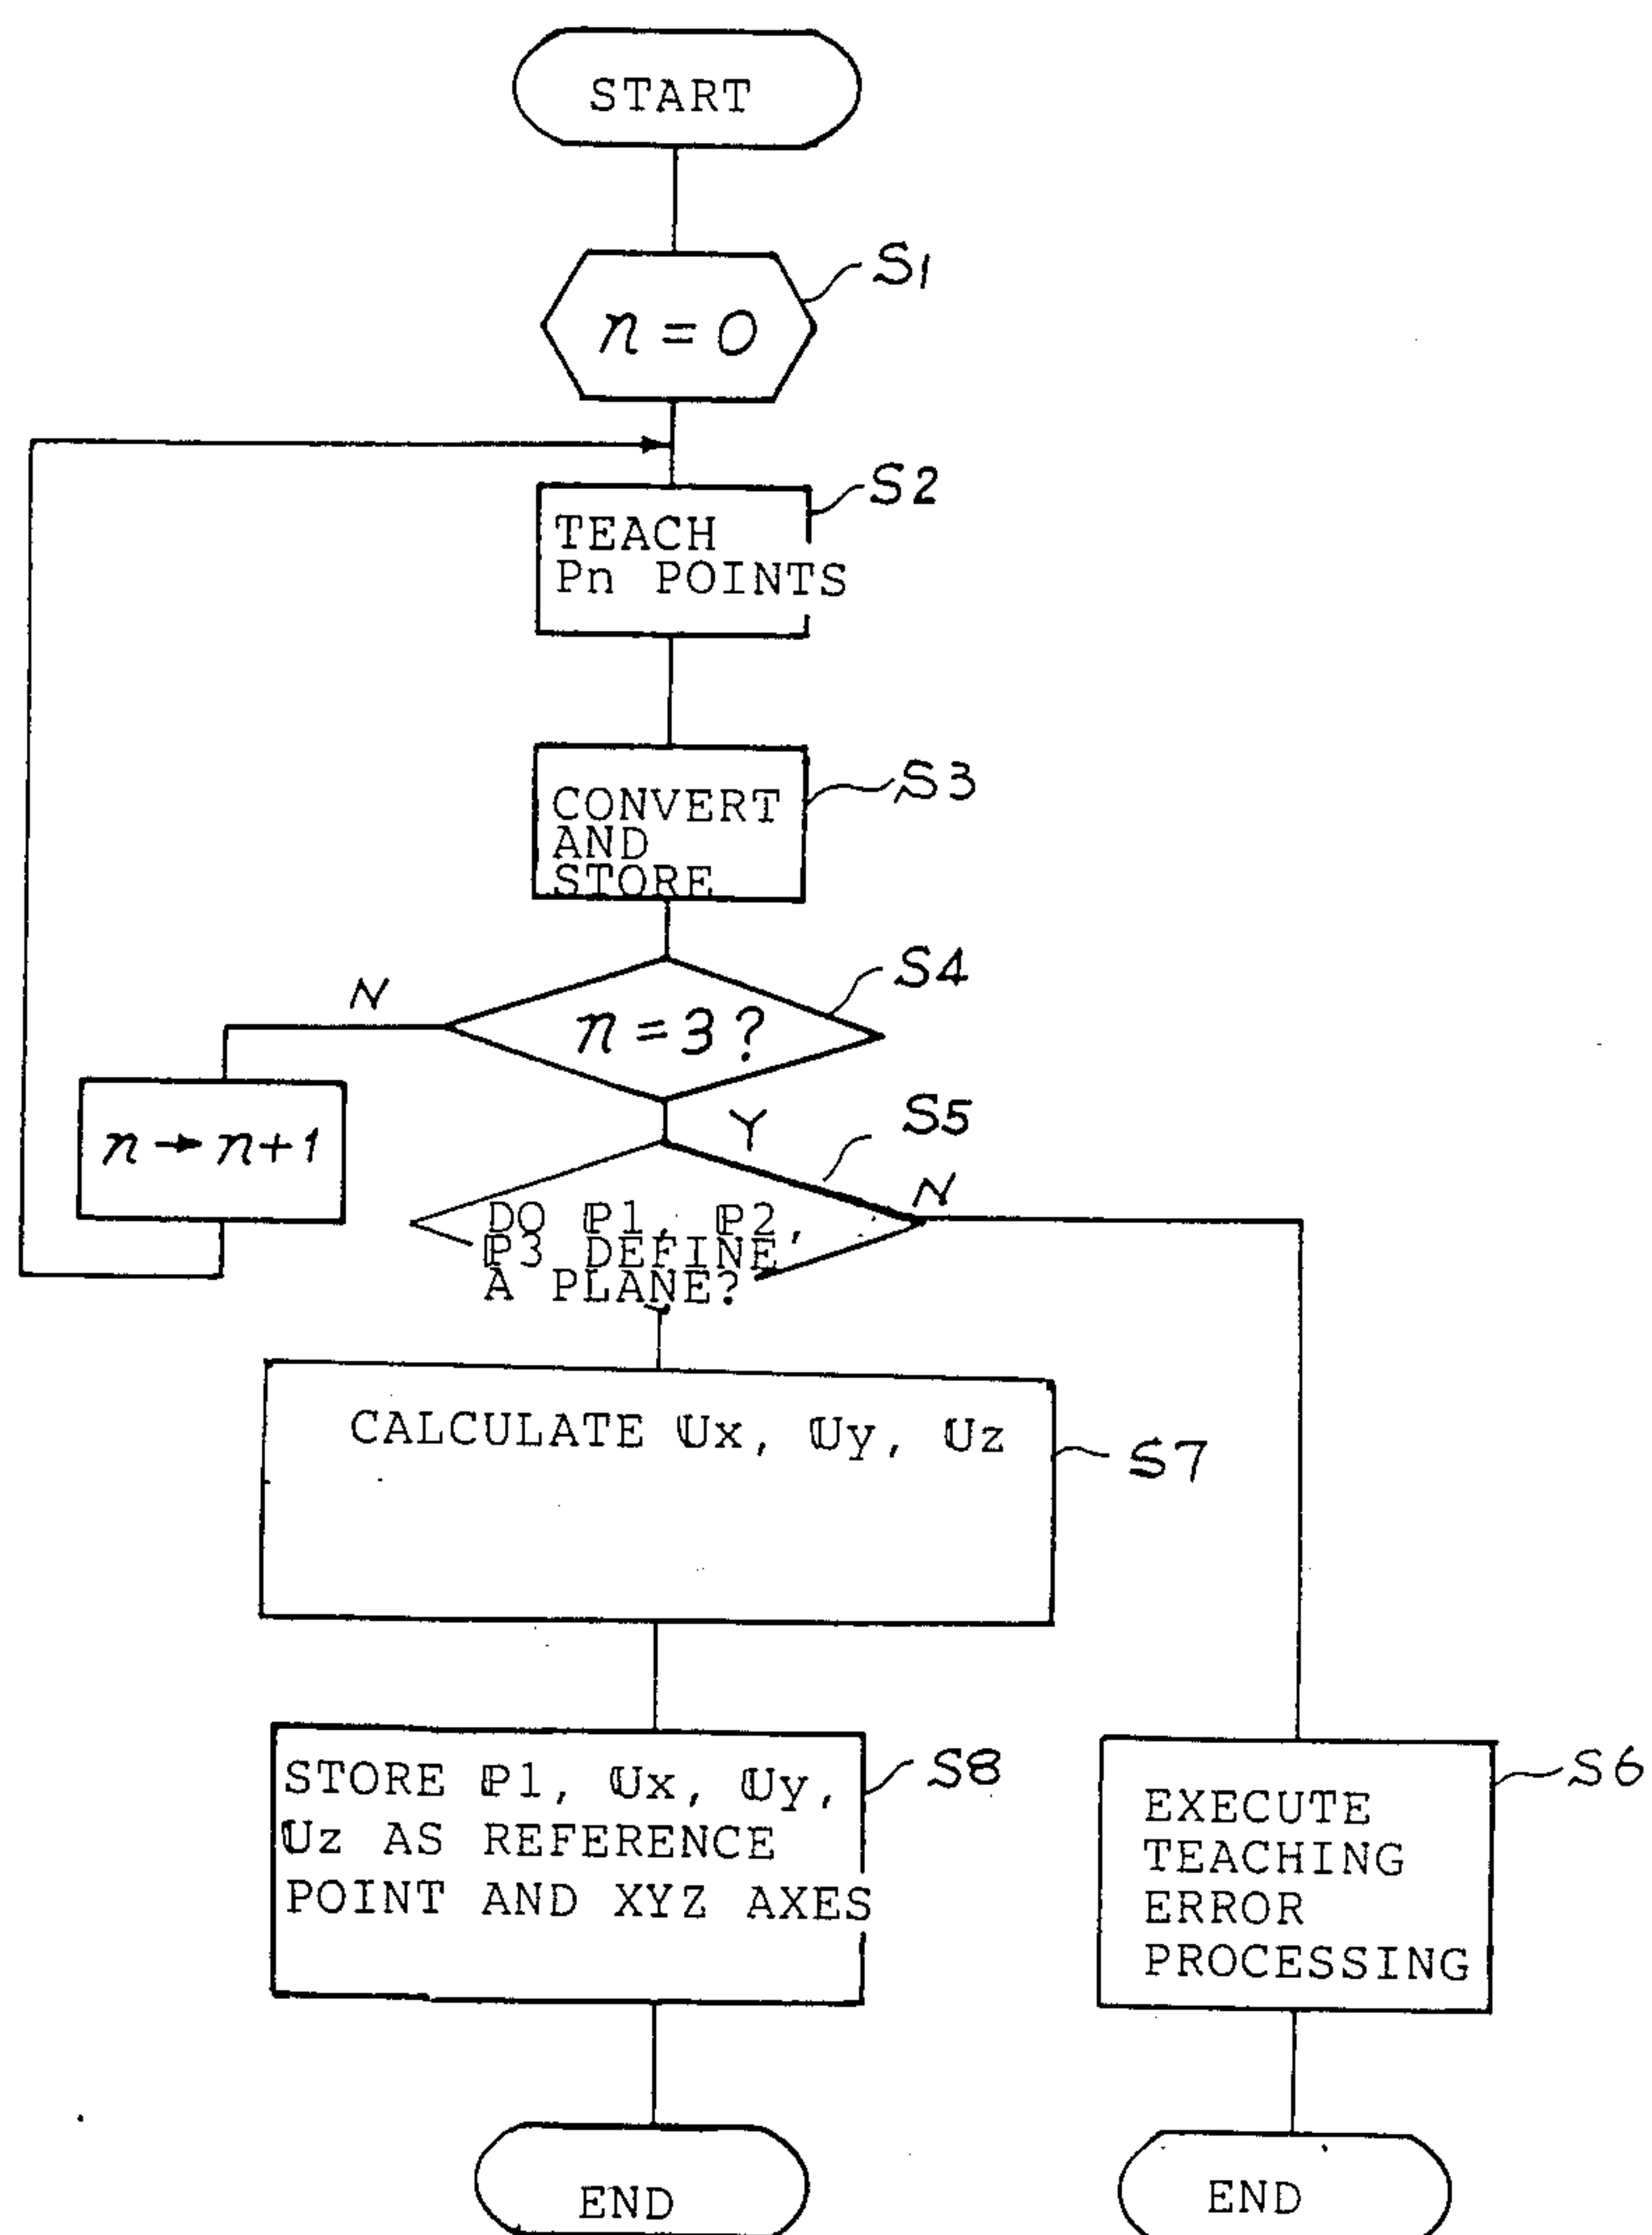 START
S1
n = 0
S2
TEACH
Pn POINTS
S3
CONVERT
AND
STORE
S4
N
n = 3 ?
Y
S5
n → n+1
N
DO ℙ1, ℙ2,
ℙ3 DEFINE
A PLANE?
CALCULATE 𝕌x, 𝕌y, 𝕌z
S7
STORE ℙ1, 𝕌x, 𝕌y,
𝕌z AS REFERENCE
POINT AND XYZ AXES
S8
S6
EXECUTE
TEACHING
ERROR
PROCESSING
END
END